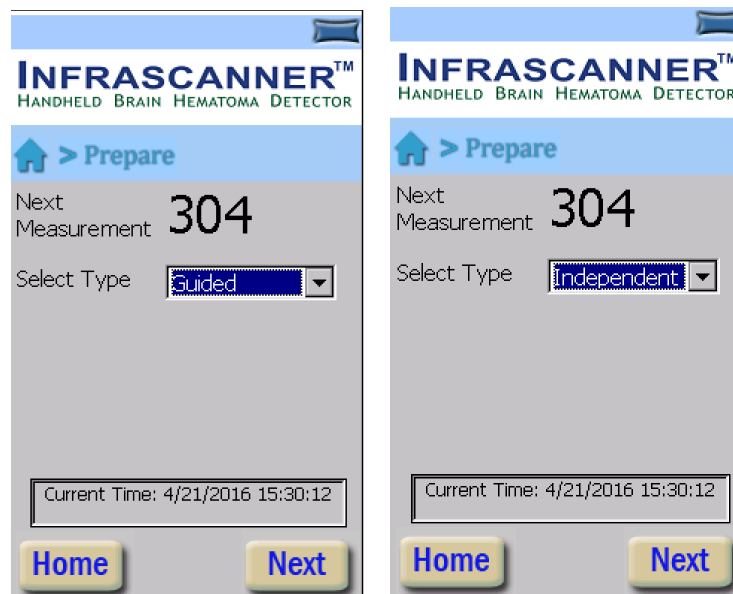 INFRASCANNER™
HANDHELD BRAIN HEMATOMA DETECTOR
> Prepare
Next
Measurement 304
Select Type Guided
Current Time: 4/21/2016 15:30:12
Home Next
INFRASCANNER™
HANDHELD BRAIN HEMATOMA DETECTOR
> Prepare
Next
Measurement 304
Select Type Independent
Current Time: 4/21/2016 15:30:12
Home Next